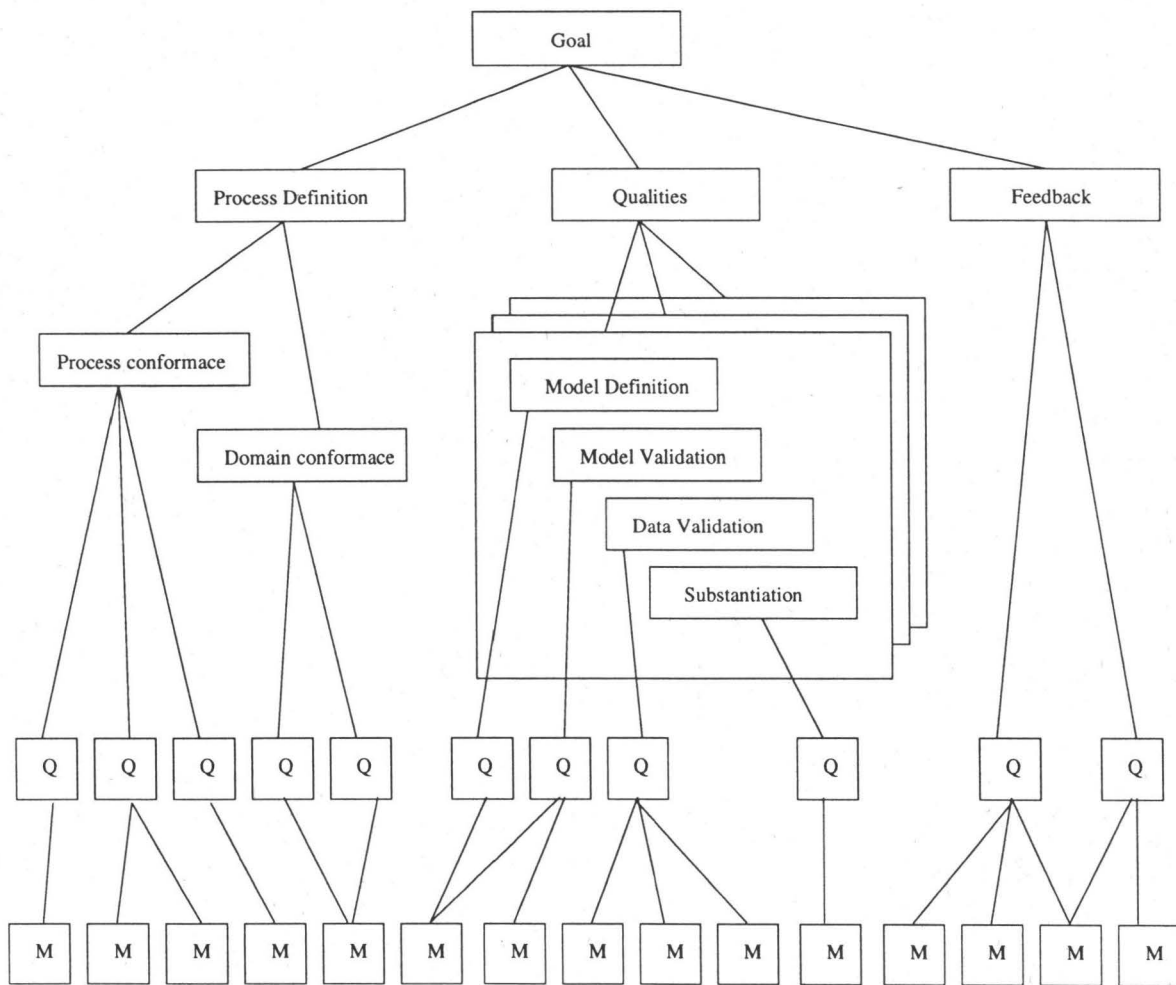 Goal
Process Definition
Qualities
Feedback
Process conformace
Model Definition
Domain conformace
Model Validation
Data Validation
Substantiation
Q Q Q Q Q Q Q Q Q Q Q
M M M M M M M M M M M M M M M